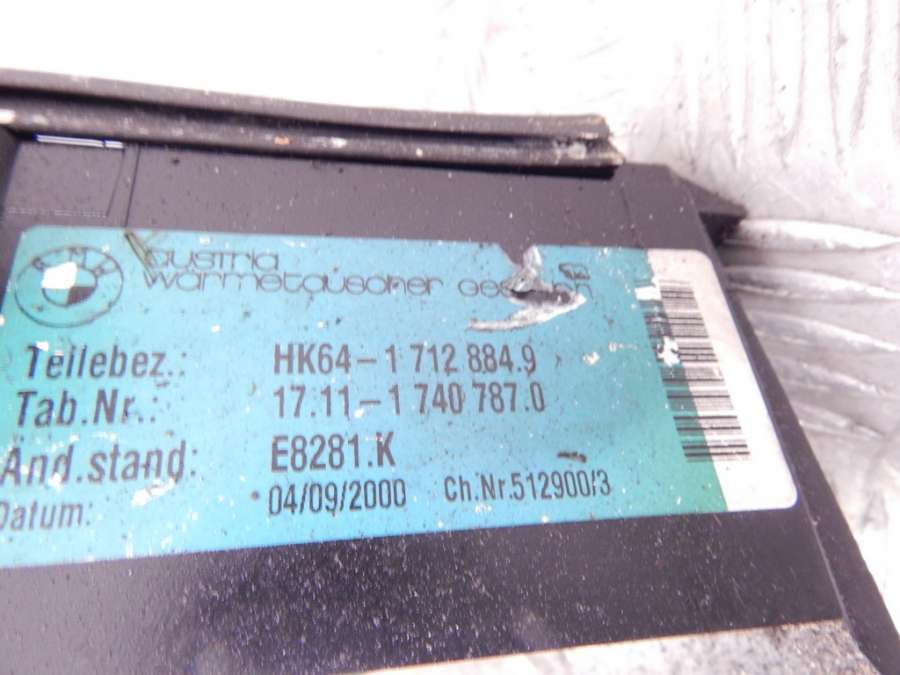 BMW
austria
wärmetauscher
Teilebez.: HK64-1 712 884.9
Tab.Nr.: 17.11-1 740 787.0
Änd.stand: E8281.K
Datum: 04/09/2000 Ch.Nr.512900/3